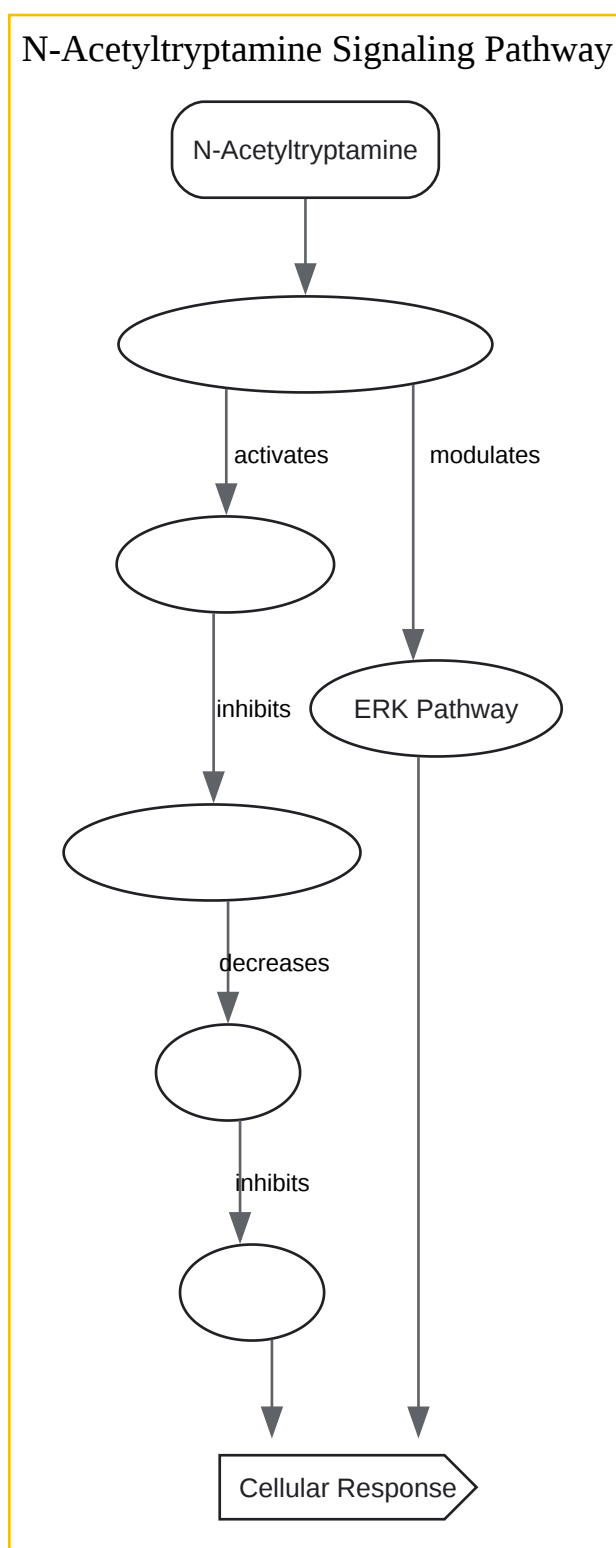 N-Acetyltryptamine Signaling Pathway
N-Acetyltryptamine
activates
modulates
inhibits
ERK Pathway
decreases
inhibits
Cellular Response